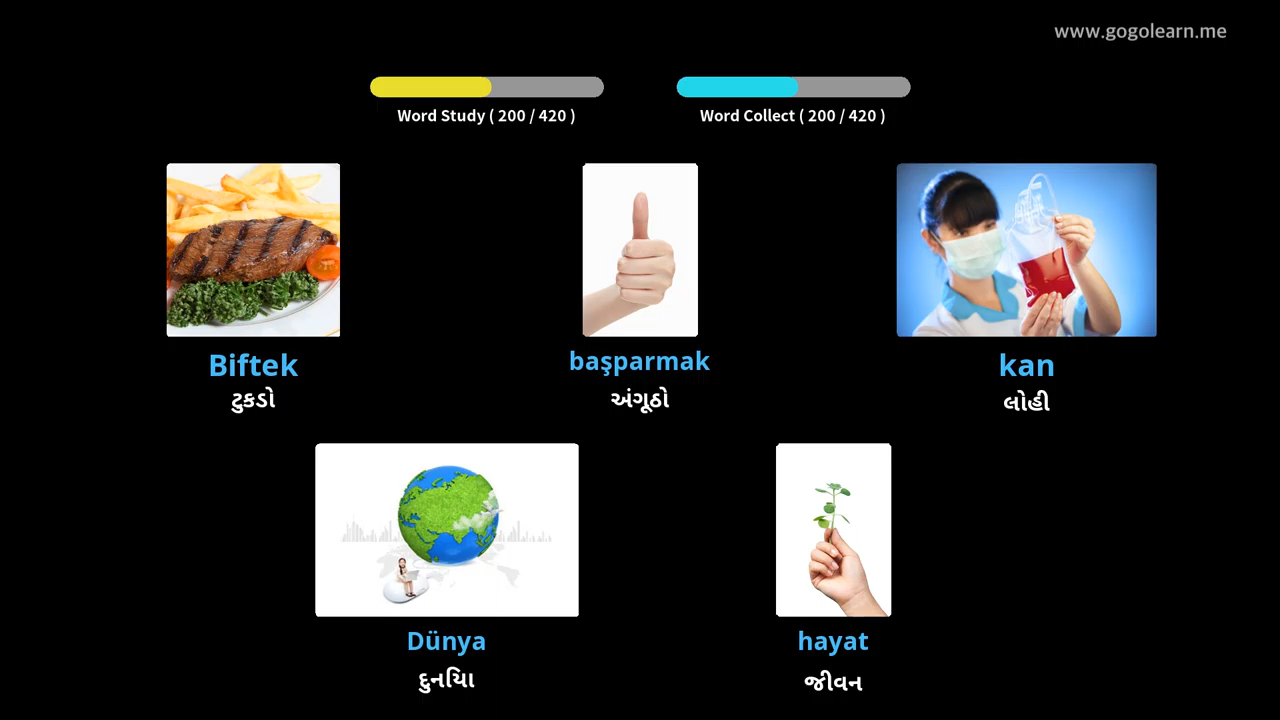 www.gogolearn.me
Word Study ( 200 / 420 )
Word Collect ( 200 / 420 )
Biftek
ટુકડો
başparmak
અંગૂઠો
kan
લોહી
Dünya
દુનિયા
hayat
જીવન